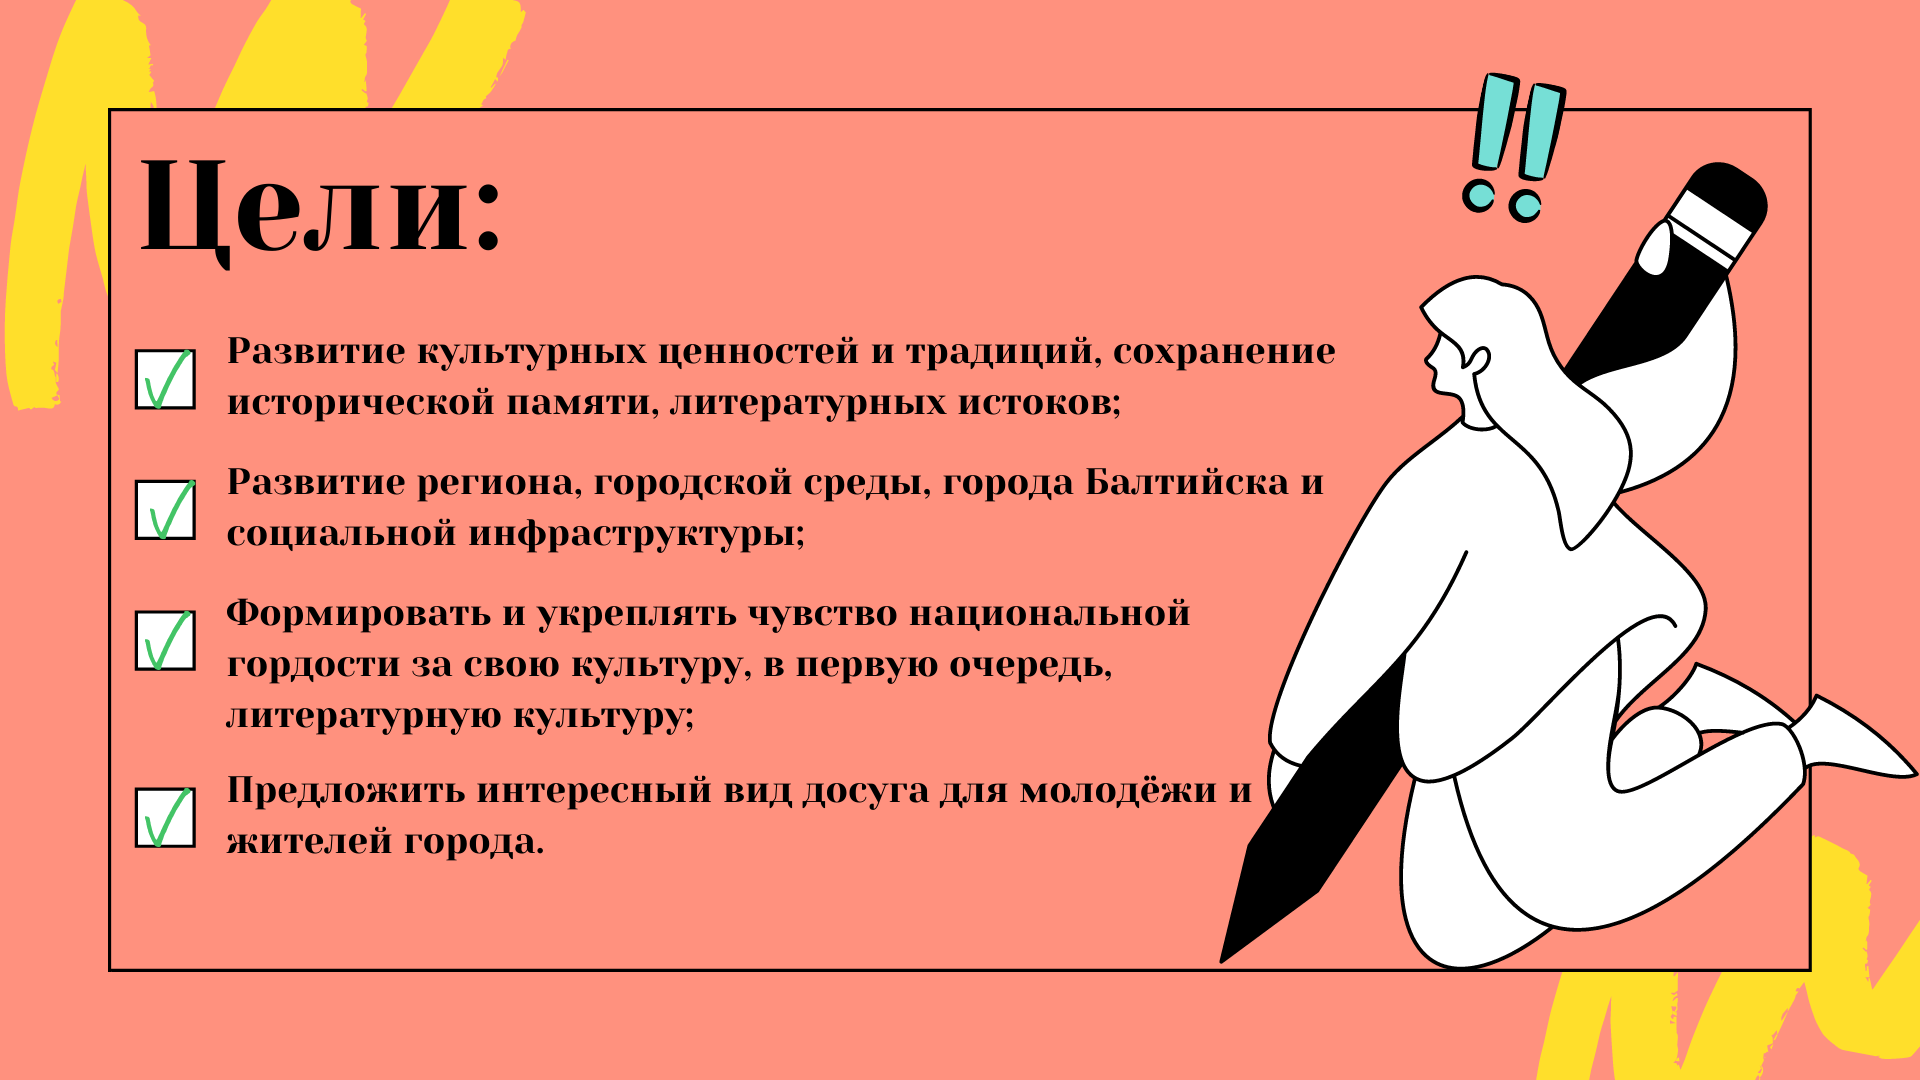 Цели:
Развитие культурных ценностей и традиций, сохранение
исторической памяти, литературных истоков;
Развитие региона, городской среды, города Балтийска и
социальной инфраструктуры;
Формировать и укреплять чувство национальной
гордости за свою культуру, в первую очередь,
литературную культуру;
Предложить интересный вид досуга для молодёжи и
жителей города.